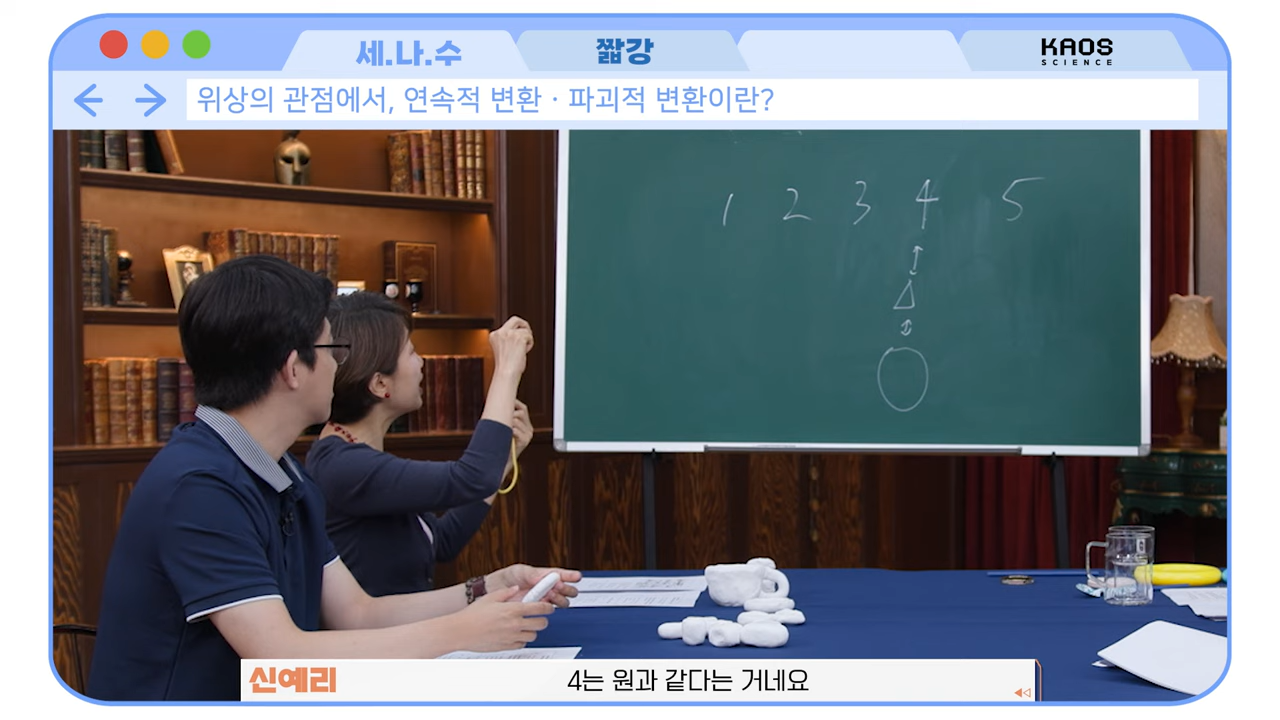 세.나.수
짧강
KAOS
SCIENCE
위상의 관점에서, 연속적 변환 · 파괴적 변환이란?
1 2 3 4 5
신예리
4는 원과 같다는 거네요